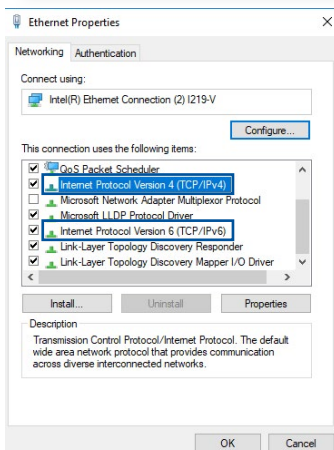 Ethernet Properties
Networking
Authentication
Connect using:
Intel(R) Ethernet Connection (2) I219-V
Configure...
This connection uses the following items:
QoS Packet Scheduler
Internet Protocol Version 4 (TCP/IPv4)
Microsoft Network Adapter Multiplexor Protocol
Microsoft LLDP Protocol Driver
Internet Protocol Version 6 (TCP/IPv6)
Link-Layer Topology Discovery Responder
Link-Layer Topology Discovery Mapper I/O Driver
Install...
Uninstall
Properties
Description
Transmission Control Protocol/Internet Protocol. The default
wide area network protocol that provides communication
across diverse interconnected networks.
OK
Cancel